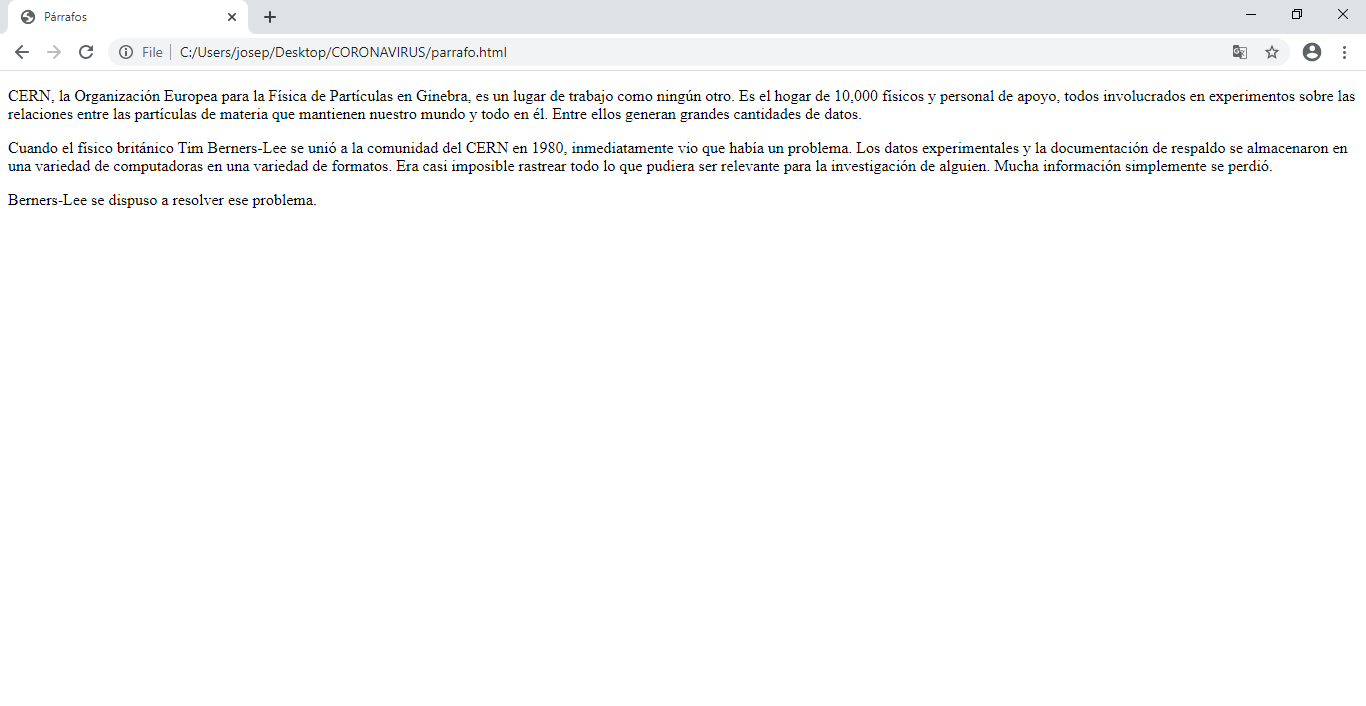 Párrafos
File
C:/Users/josep/Desktop/CORONAVIRUS/parrafo.html
CERN, la Organización Europea para la Física de Partículas en Ginebra, es un lugar de trabajo como ningún otro. Es el hogar de 10,000 físicos y personal de apoyo, todos involucrados en experimentos sobre las
relaciones entre las partículas de materia que mantienen nuestro mundo y todo en él. Entre ellos generan grandes cantidades de datos.
Cuando el físico británico Tim Berners-Lee se unió a la comunidad del CERN en 1980, inmediatamente vio que había un problema. Los datos experimentales y la documentación de respaldo se almacenaron en
una variedad de computadoras en una variedad de formatos. Era casi imposible rastrear todo lo que pudiera ser relevante para la investigación de alguien. Mucha información simplemente se perdió.
Berners-Lee se dispuso a resolver ese problema.